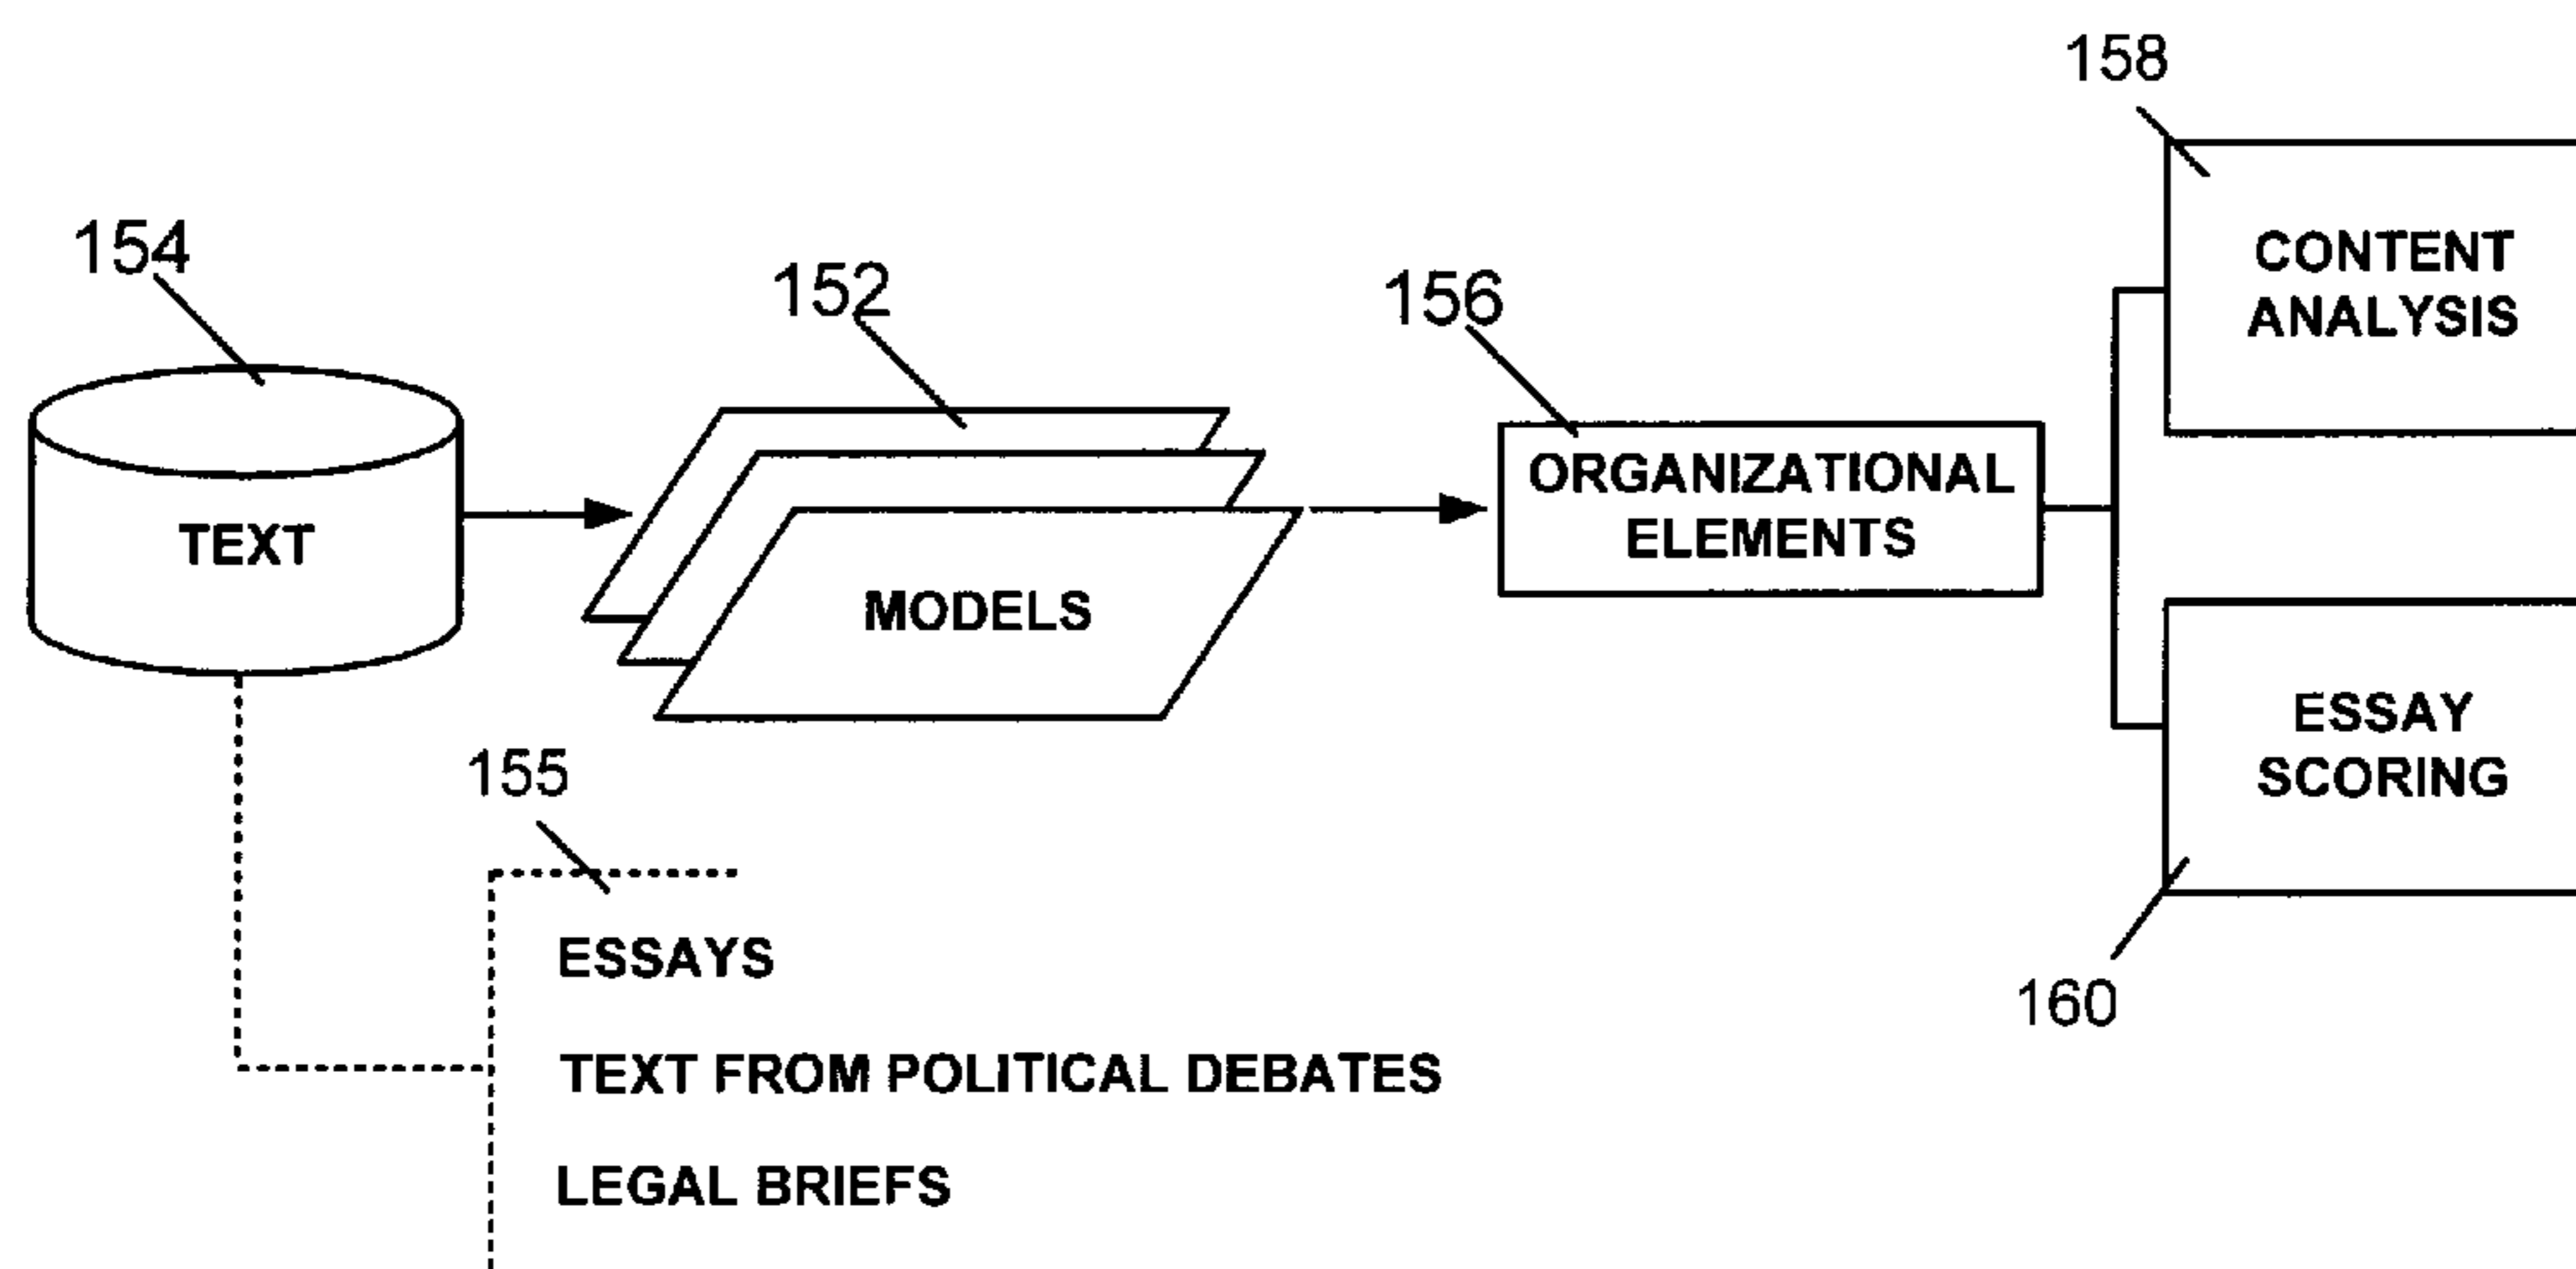 158
154
152
156
CONTENT
ANALYSIS
ORGANIZATIONAL
ELEMENTS
TEXT
MODELS
155
ESSAY
SCORING
ESSAYS
160
TEXT FROM POLITICAL DEBATES
LEGAL BRIEFS